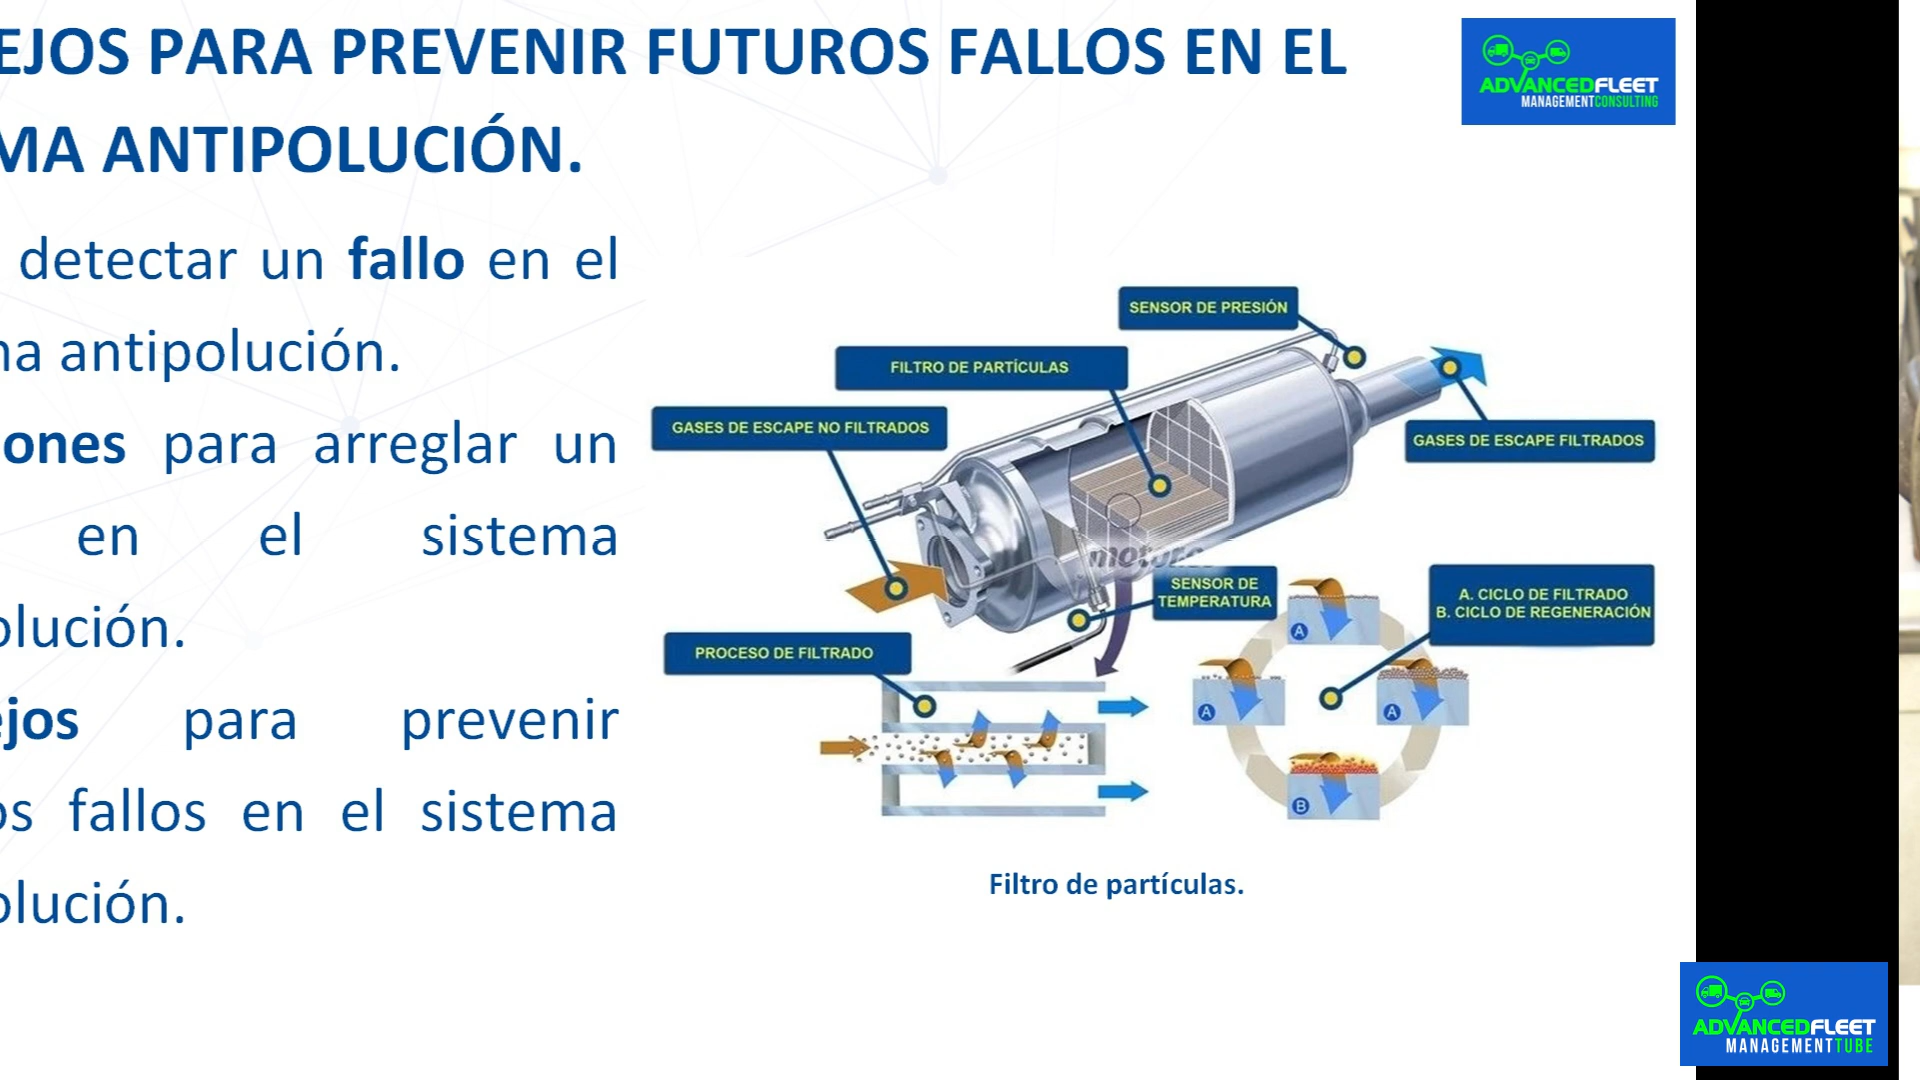 EJOS PARA PREVENIR FUTUROS FALLOS EN EL
MA ANTIPOLUCIÓN.
ADVANCEDFLEET
MANAGEMENTCONSULTING
detectar un fallo en el
na antipolución.
iones para arreglar un
en el sistema
olución.
ejos para prevenir
os fallos en el sistema
olución.
SENSOR DE PRESIÓN
FILTRO DE PARTÍCULAS
GASES DE ESCAPE NO FILTRADOS
GASES DE ESCAPE FILTRADOS
SENSOR DE
TEMPERATURA
A. CICLO DE FILTRADO
B. CICLO DE REGENERACIÓN
PROCESO DE FILTRADO
A
A
A
B
Filtro de partículas.
ADVANCEDFLEET
MANAGEMENTTUBE